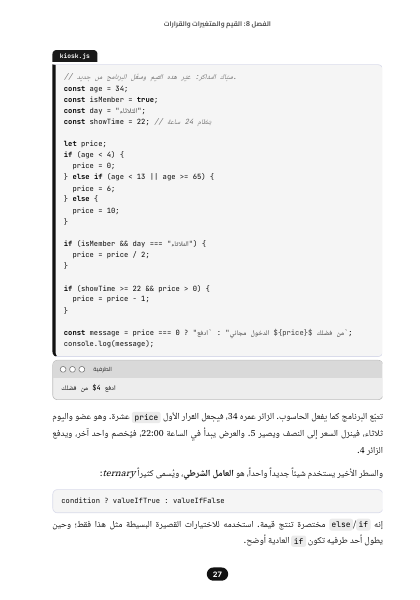 الفصل 8: القيم والمتغيرات والقرارات
kiosk.js
// شباك التذاكر: غيّر هذه القيم وشغّل البرنامج من جديد.
const age = 34;
const isMember = true;
const day = "الثلاثاء";
const showTime = 22; // بنظام 24 ساعة
let price;
if (age < 4) {
price = 0;
} else if (age < 13 || age >= 65) {
price = 6;
} else {
price = 10;
}
if (isMember && day === "الثلاثاء") {
price = price / 2;
}
if (showTime >= 22 && price > 0) {
price = price - 1;
}
const message = price === 0 ? "الدخول مجاني" : `ادفع ${price}$ من فضلك`;
console.log(message);
الطرفية
ادفع 4$ من فضلك
تتبّع البرنامج كما يفعل الحاسوب. الزائر عمره 34، فيجعل القرار الأول price عشرة. وهو عضو واليوم
ثلاثاء، فينزل السعر إلى النصف ويصير 5. والعرض يبدأ في الساعة 22:00، فيُخصم واحد آخر. ويدفع
الزائر 4.
والسطر الأخير يستخدم شيئاً جديداً واحداً، هو العامل الشرطي، ويُسمى كثيراً ternary:
condition ? valueIfTrue : valueIfFalse
إنه if/else مختصرة تنتج قيمة. استخدمه للاختيارات القصيرة البسيطة مثل هذا فقط؛ وحين
يطول أحد طرفيه تكون if العادية أوضح.
27